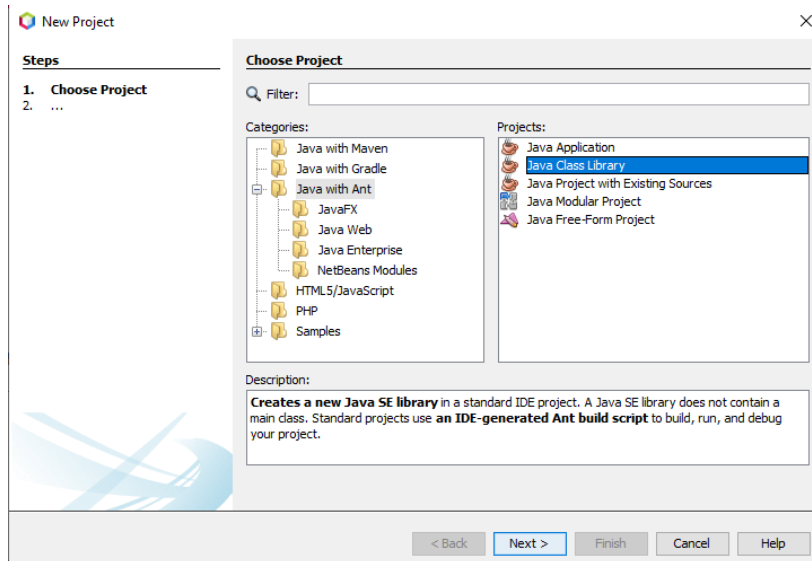 New Project
Steps
1. Choose Project
2. ...
Choose Project
Filter:
Categories:
Java with Maven
Java with Gradle
Java with Ant
JavaFX
Java Web
Java Enterprise
NetBeans Modules
HTML5/JavaScript
PHP
Samples
Projects:
Java Application
Java Class Library
Java Project with Existing Sources
Java Modular Project
Java Free-Form Project
Description:
Creates a new Java SE library in a standard IDE project. A Java SE library does not contain a
main class. Standard projects use an IDE-generated Ant build script to build, run, and debug
your project.
< Back
Next >
Finish
Cancel
Help